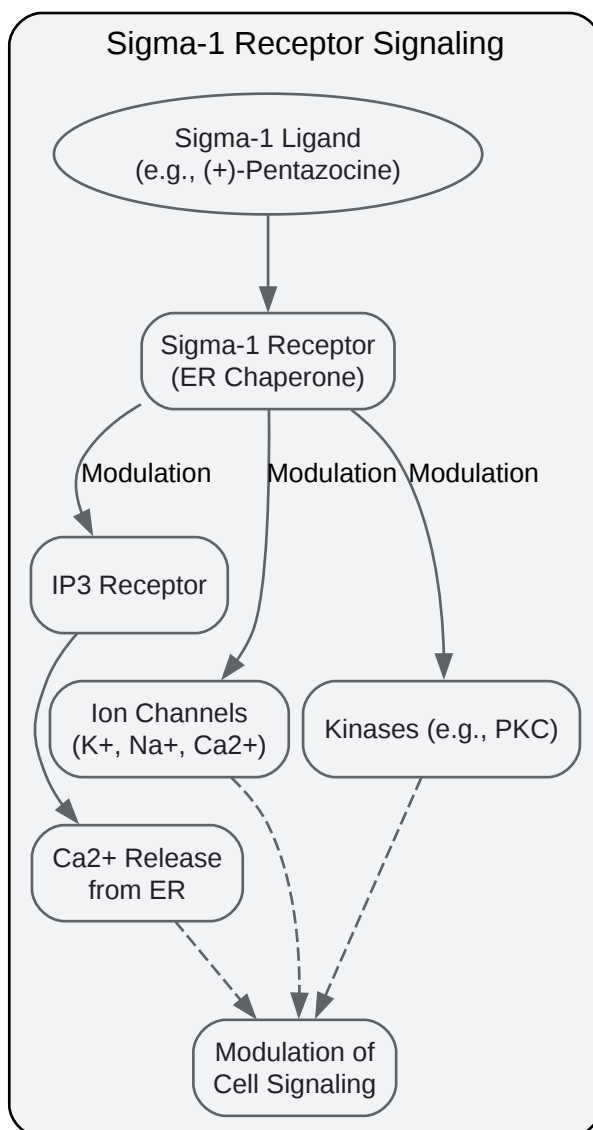 Sigma-1 Receptor Signaling
Sigma-1 Ligand
(e.g., (+)-Pentazocine)
Sigma-1 Receptor
(ER Chaperone)
Modulation
Modulation
Modulation
IP3 Receptor
Ion Channels
(K+, Na+, Ca2+)
Kinases (e.g., PKC)
Ca2+ Release
from ER
Modulation of
Cell Signaling